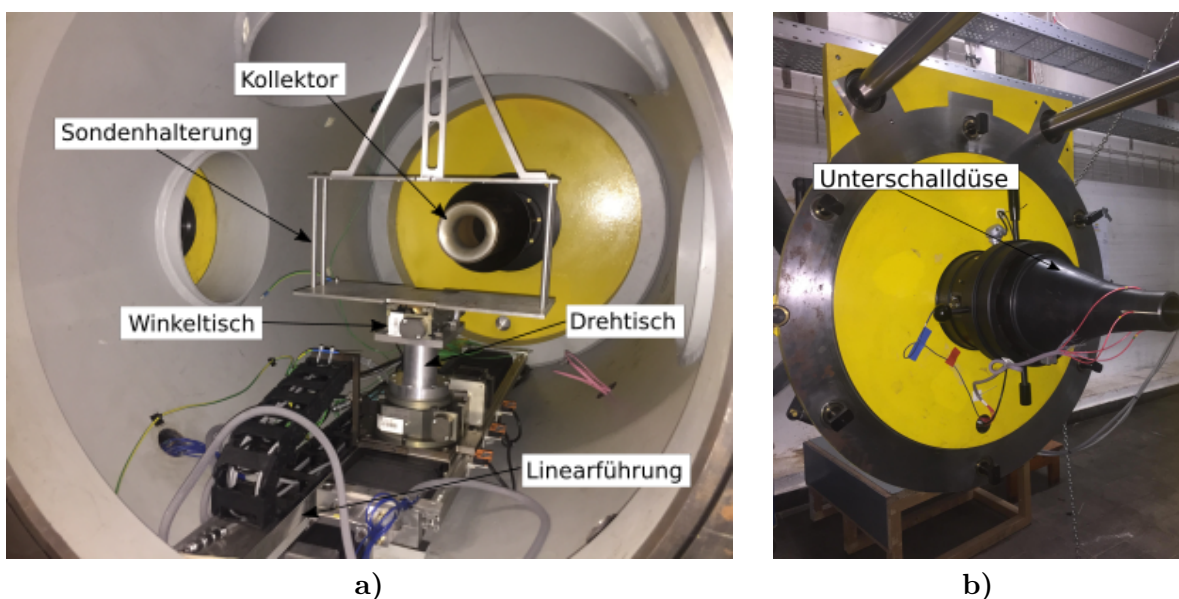 Kollektor
Sondenhalterung
Winkeltisch
Drehtisch
Linearführung
a)
Unterschalldüse
b)